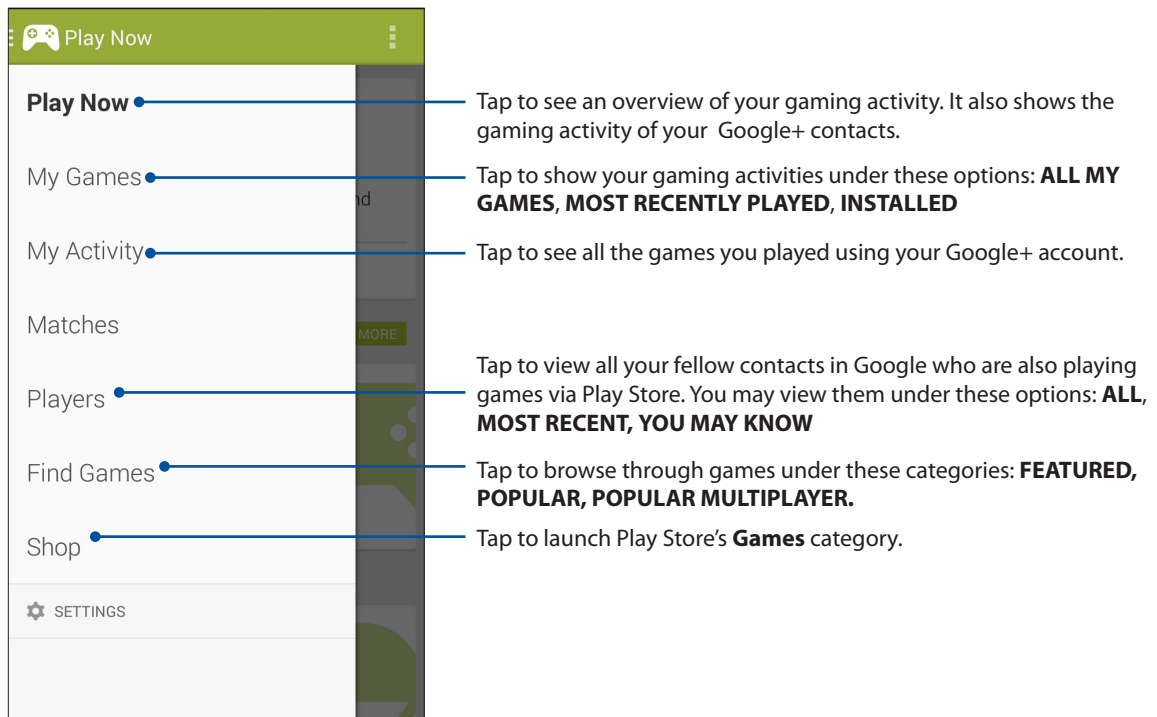 Play Now
Play Now
Tap to see an overview of your gaming activity. It also shows the
gaming activity of your Google+ contacts.
My Games
Tap to show your gaming activities under these options: ALL MY
GAMES, MOST RECENTLY PLAYED, INSTALLED
nd
My Activity
Tap to see all the games you played using your Google+ account.
Matches
MORE
Players
Tap to view all your fellow contacts in Google who are also playing
games via Play Store. You may view them under these options: ALL,
MOST RECENT, YOU MAY KNOW
Find Games
Tap to browse through games under these categories: FEATURED,
POPULAR, POPULAR MULTIPLAYER.
Shop
Tap to launch Play Store’s Games category.
SETTINGS